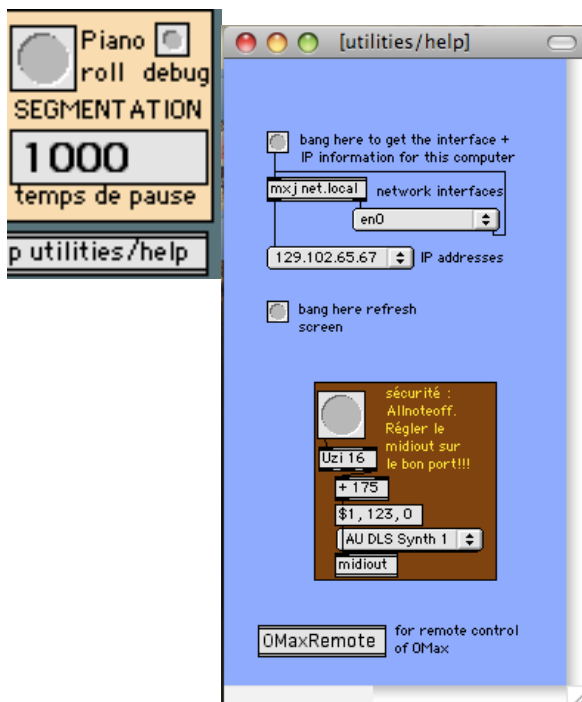 Piano
roll debug
SEGMENTATION
1000
temps de pause
p utilities/help
[utilities/help]
bang here to get the interface +
IP information for this computer
mxj net.local
network interfaces
en0
129.102.65.67
IP addresses
bang here refresh
screen
sécurité :
Allnoteoff.
Régler le
midiout sur
le bon port!!!
Uzi 16
+ 175
$1, 123, 0
AU DLS Synth 1
midiout
OMaxRemote
for remote control
of OMax